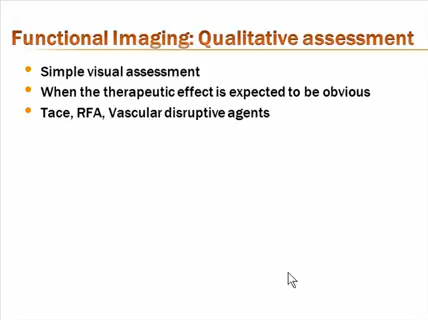 Functional Imaging: Qualitative assessment
Simple visual assessment
When the therapeutic effect is expected to be obvious
Tace, RFA, Vascular disruptive agents